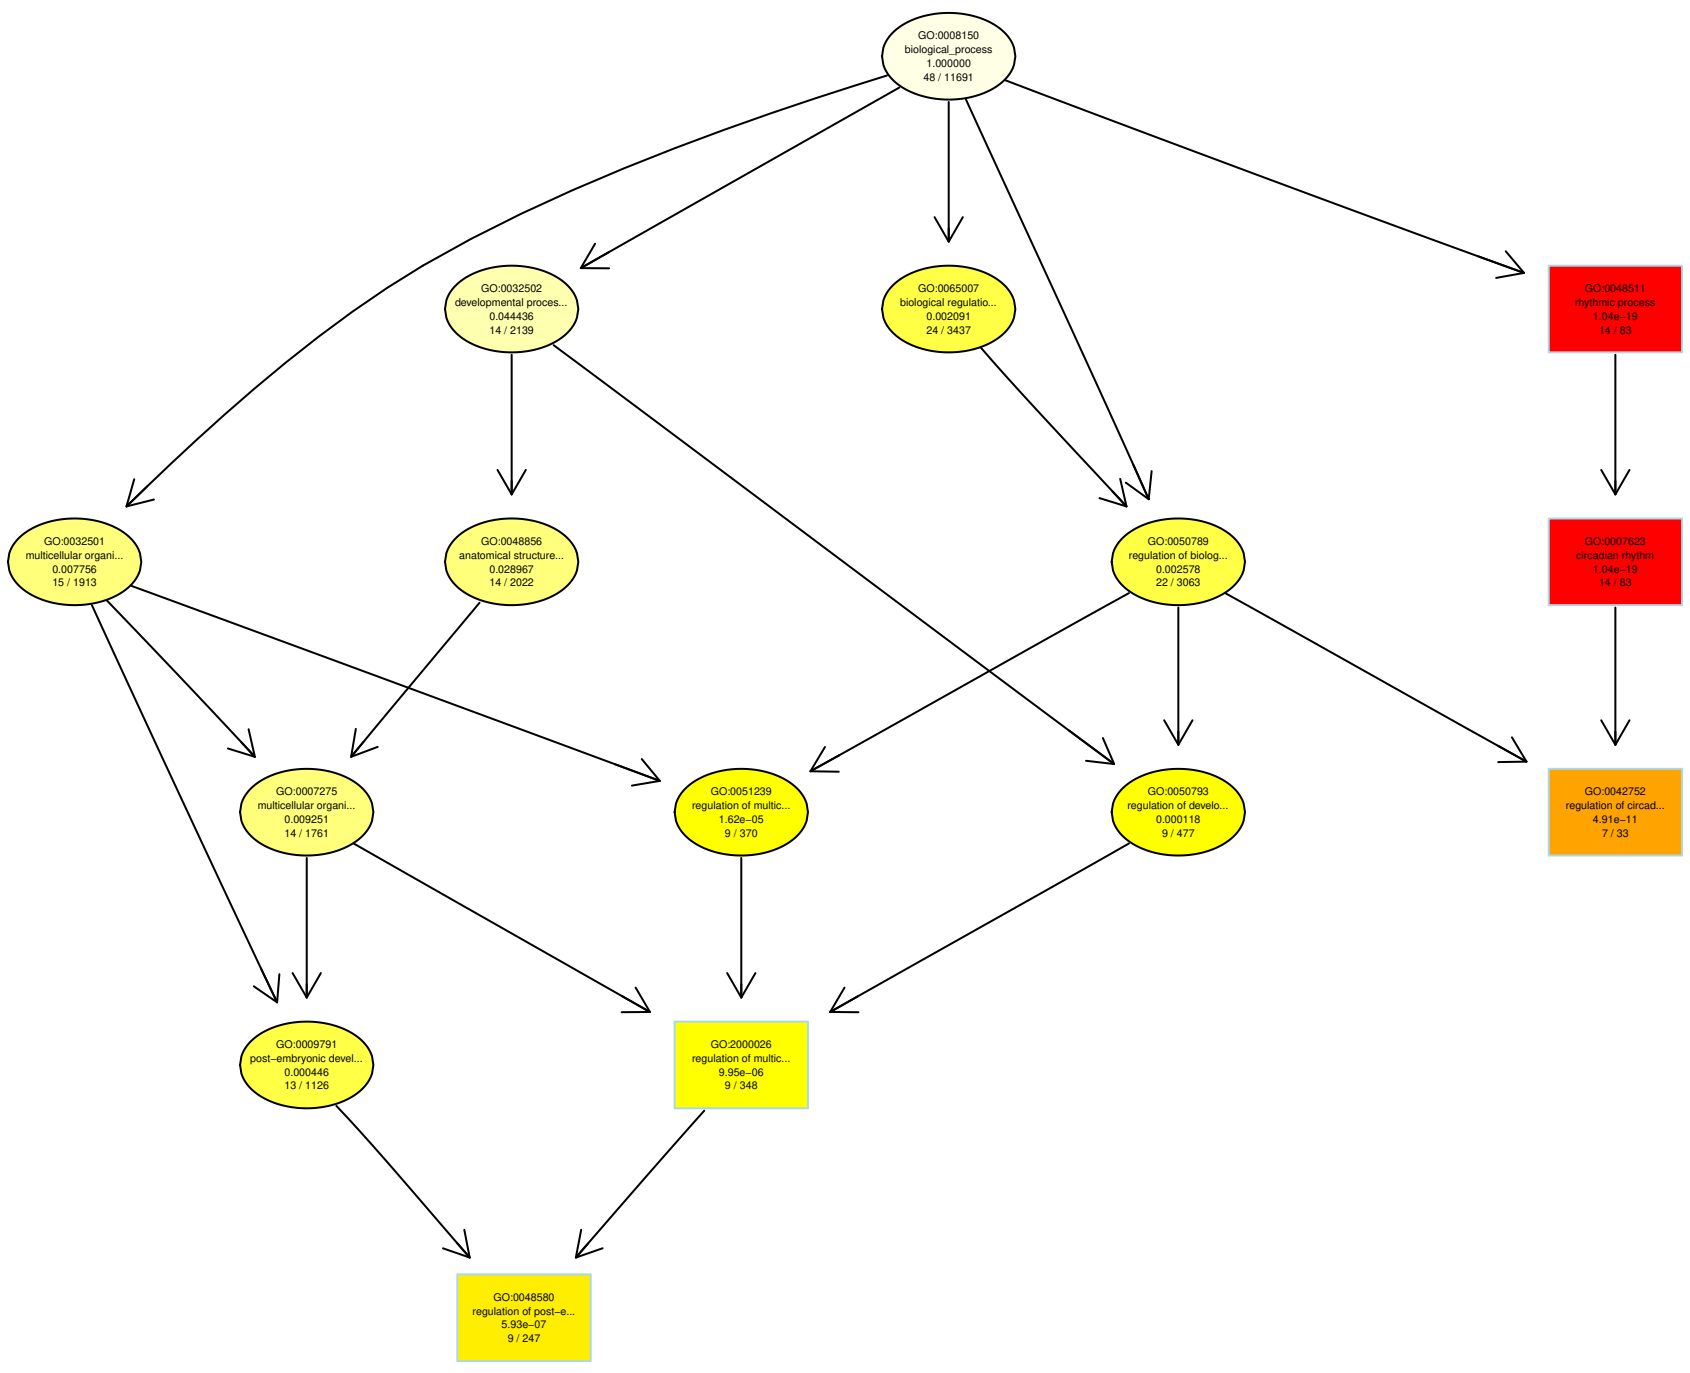 GO:0008150
biological_process
1.000000
48 / 11691
GO:0032502
developmental proces...
0.044436
14 / 2139
GO:0065007
biological regulatio...
0.002091
24 / 3437
GO:0048511
rhythmic process
1.04e−19
14 / 83
GO:0032501
multicellular organi...
0.007756
15 / 1913
GO:0048856
anatomical structure...
0.028967
14 / 2022
GO:0050789
regulation of biolog...
0.002578
22 / 3063
GO:0007623
circadian rhythm
1.04e−19
14 / 83
GO:0007275
multicellular organi...
0.009251
14 / 1761
GO:0051239
regulation of multic...
1.62e−05
9 / 370
GO:0050793
regulation of develo...
0.000118
9 / 477
GO:0042752
regulation of circad...
4.91e−11
7 / 33
GO:0009791
post−embryonic devel...
0.000446
13 / 1126
GO:2000026
regulation of multic...
9.95e−06
9 / 348
GO:0048580
regulation of post−e...
5.93e−07
9 / 247